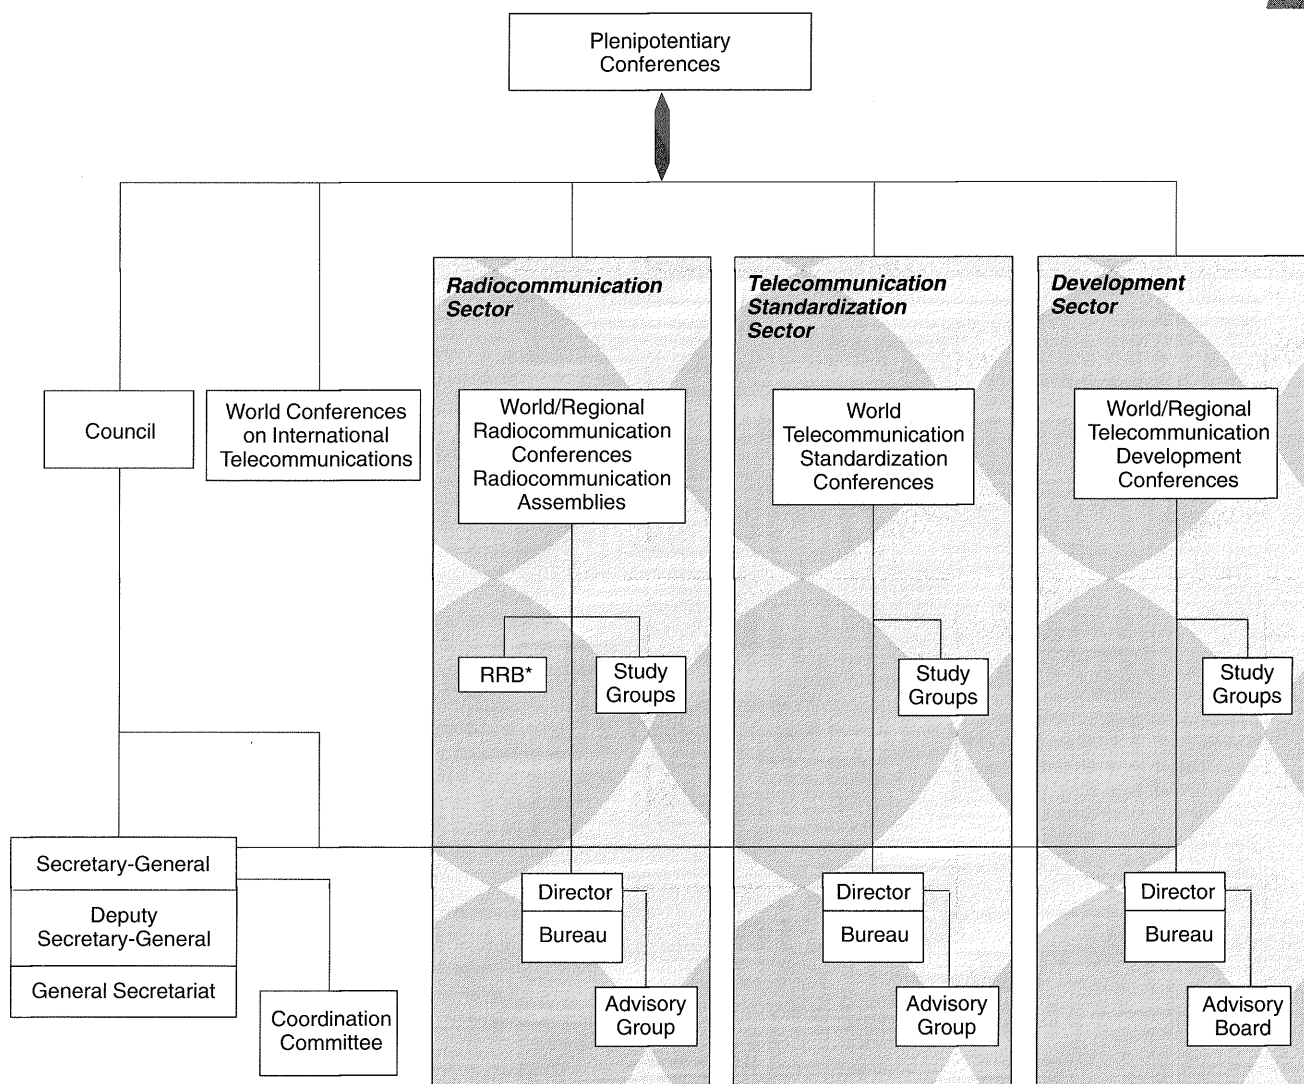 Plenipotentiary
Conferences
Radiocommunication
Sector
Telecommunication
Standardization
Sector
Development
Sector
Council
World Conferences
on International
Telecommunications
World/Regional
Radiocommunication
Conferences
Radiocommunication
Assemblies
World
Telecommunication
Standardization
Conferences
World/Regional
Telecommunication
Development
Conferences
RRB*
Study
Groups
Study
Groups
Study
Groups
Secretary-General
Deputy
Secretary-General
General Secretariat
Coordination
Committee
Director
Bureau
Advisory
Group
Director
Bureau
Advisory
Group
Director
Bureau
Advisory
Board